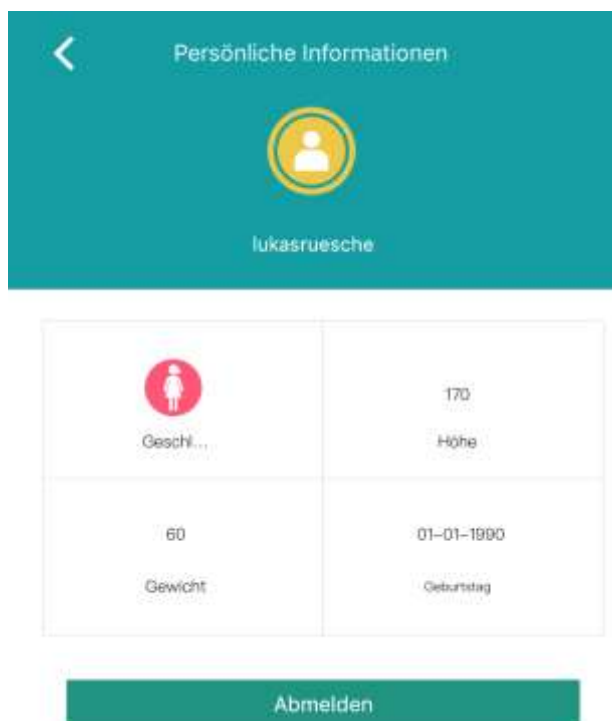 Persönliche Informationen
lukasruesche
170
Geschl...
Höhe
60
01-01-1990
Gewicht
Geburtstag
Abmelden